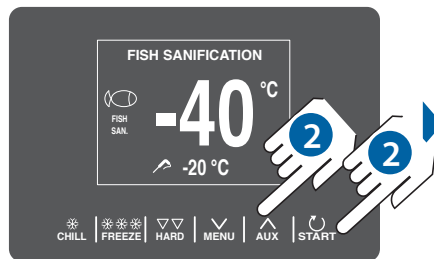 FISH SANIFICATION
-40 °C
FISH
SAN.
-20 °C
2
2
CHILL FREEZE HARD MENU AUX START